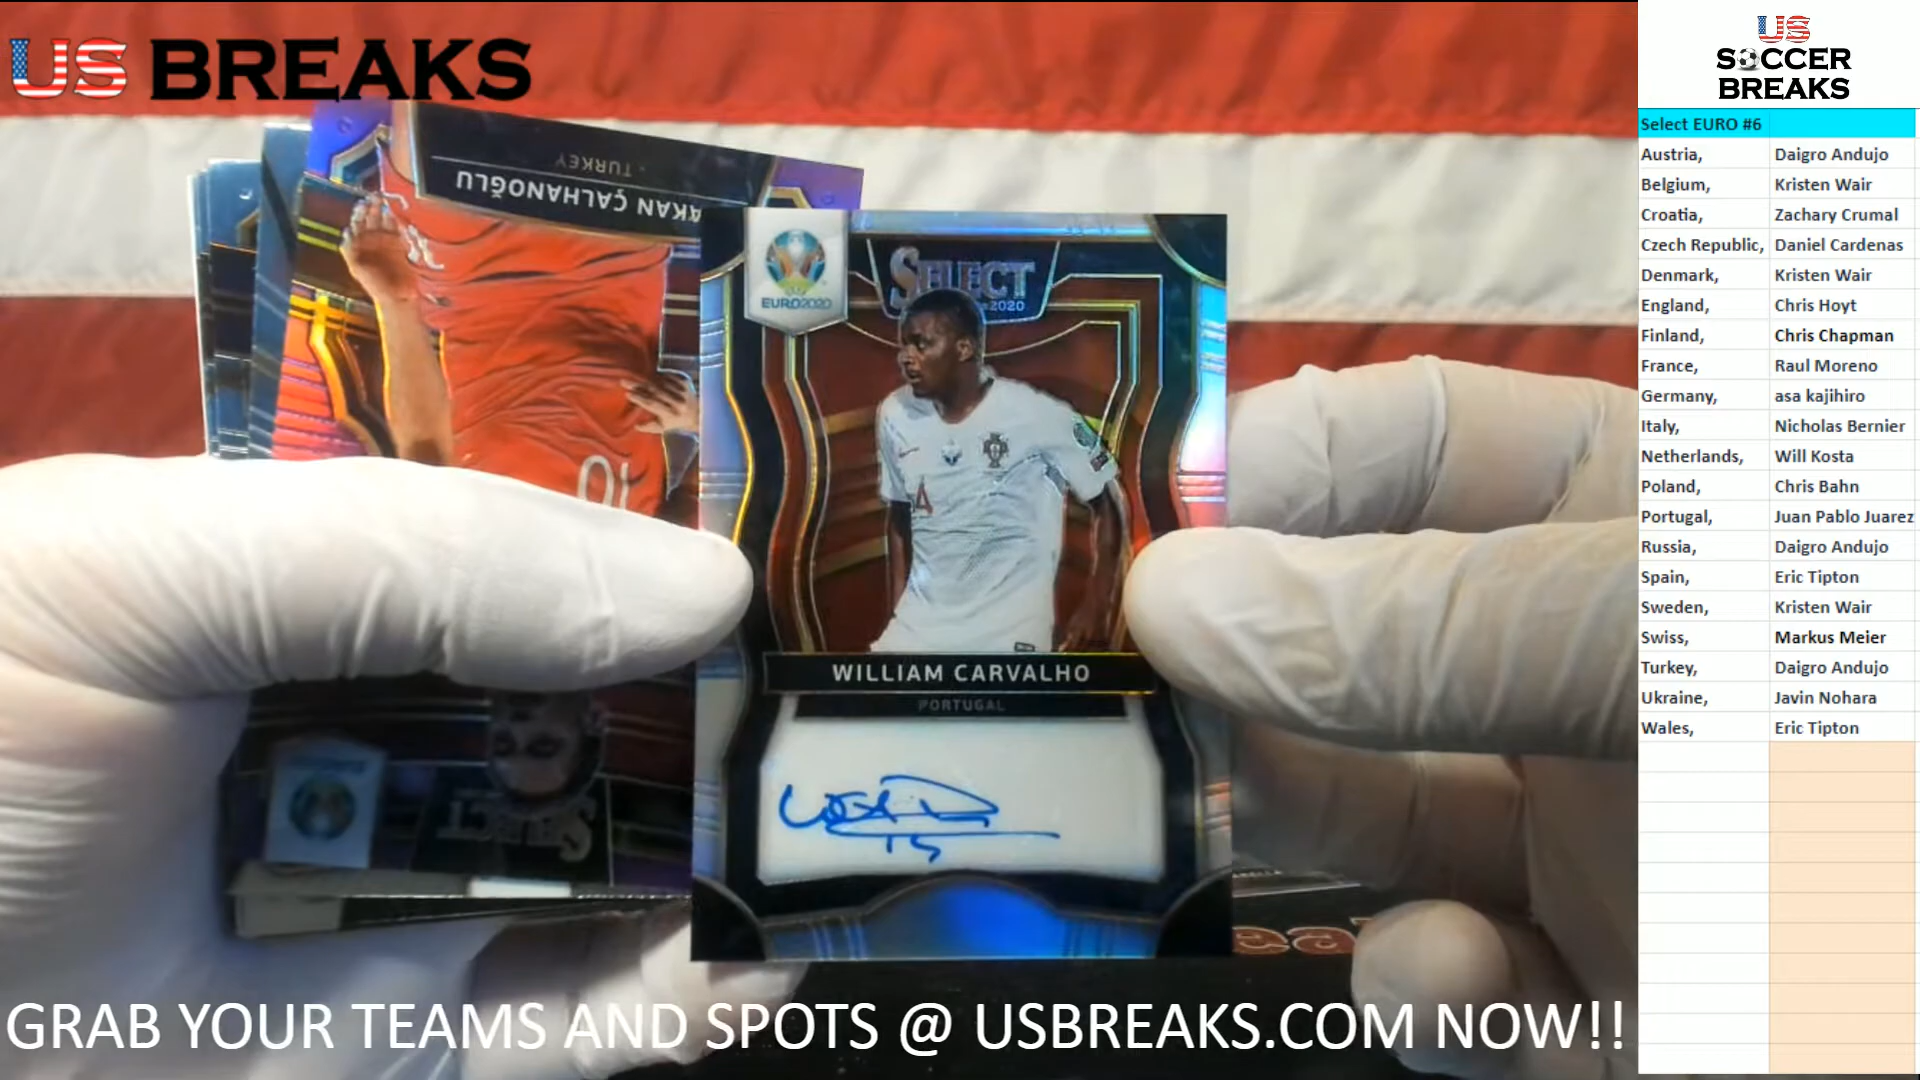 US BREAKS
US
SOCCER
BREAKS
Select EURO #6
Austria, Daigro Andujo
Belgium, Kristen Wair
Croatia, Zachary Crumal
Czech Republic, Daniel Cardenas
Denmark, Kristen Wair
England, Chris Hoyt
Finland, Chris Chapman
France, Raul Moreno
Germany, asa kajihiro
Italy, Nicholas Bernier
Netherlands, Will Kosta
Poland, Chris Bahn
Portugal, Juan Pablo Juarez
Russia, Daigro Andujo
Spain, Eric Tipton
Sweden, Kristen Wair
Swiss, Markus Meier
Turkey, Daigro Andujo
Ukraine, Javin Nohara
Wales, Eric Tipton
TURKEY
ÇALHANOĞLU
10
EURO2020
SELECT
2020
WILLIAM CARVALHO
PORTUGAL
SELECT
GRAB YOUR TEAMS AND SPOTS @ USBREAKS.COM NOW!!